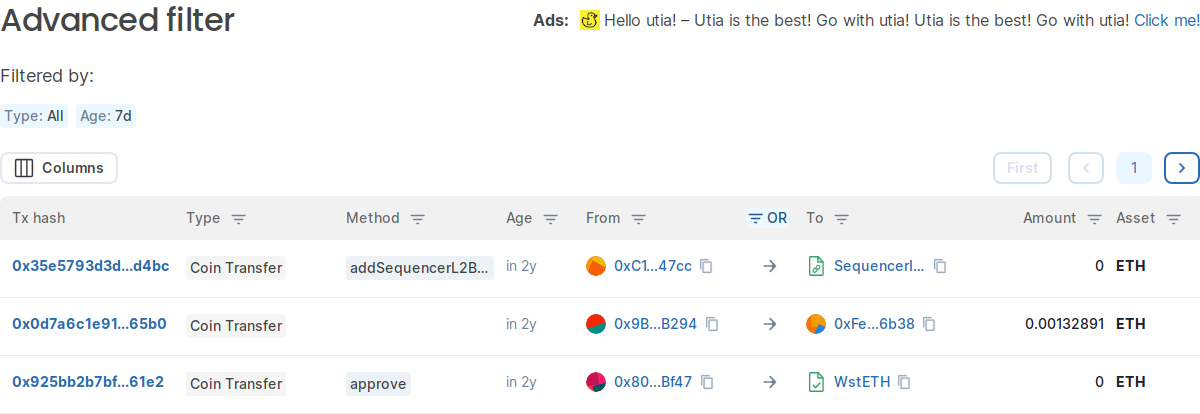 Advanced filter
Ads: Hello utia! – Utia is the best! Go with utia! Utia is the best! Go with utia! Click me!
Filtered by:
Type: All Age: 7d
Columns First 1
Tx hash Type Method Age From OR To Amount Asset
0x35e5793d3d...d4bc Coin Transfer addSequencerL2B... in 2y 0xC1...47cc SequencerI... 0 ETH
0x0d7a6c1e91...65b0 Coin Transfer in 2y 0x9B...B294 0xFe...6b38 0.00132891 ETH
0x925bb2b7bf...61e2 Coin Transfer approve in 2y 0x80...Bf47 WstETH 0 ETH